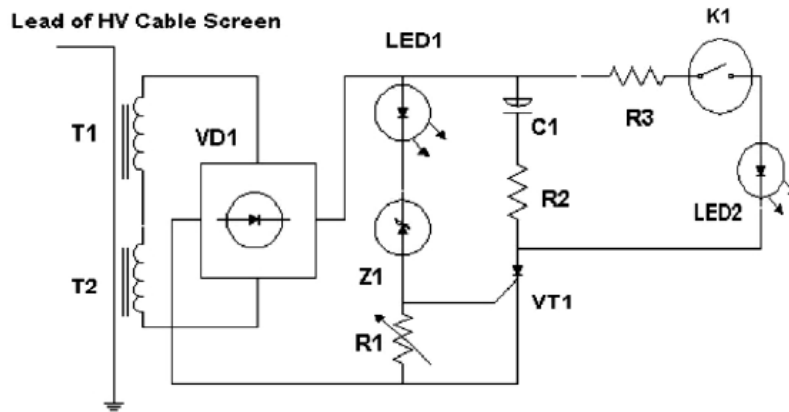 Lead of HV Cable Screen
K1
LED1
T1
VD1
C1
R3
R2
LED2
T2
Z1
VT1
R1